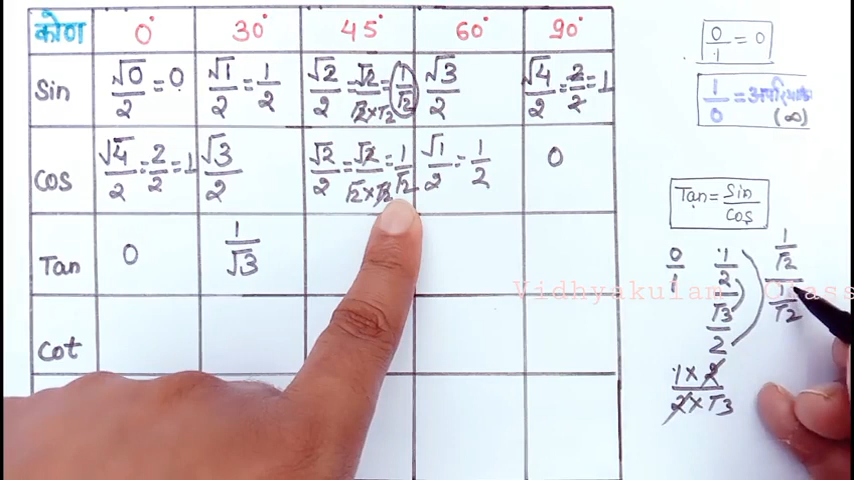 कोण 0° 30° 45° 60° 90°
Sin √0/2=0 √1/2=1/2 √2/2=√2/√2×√2=1/√2 √3/2 √4/2=2/2=1
cos √4/2=2/2=1 √3/2 √2/2=√2/√2×√2=1/√2 √1/2=1/2 0
Tan 0 1/√3
cot
0/1=0
1/0=अपरिभाषित
(∞)
Tan=Sin/cos
0/1 1/2/√3/2 1/√2/1/√2
1×2/2×√3
Vidhyakulam Class